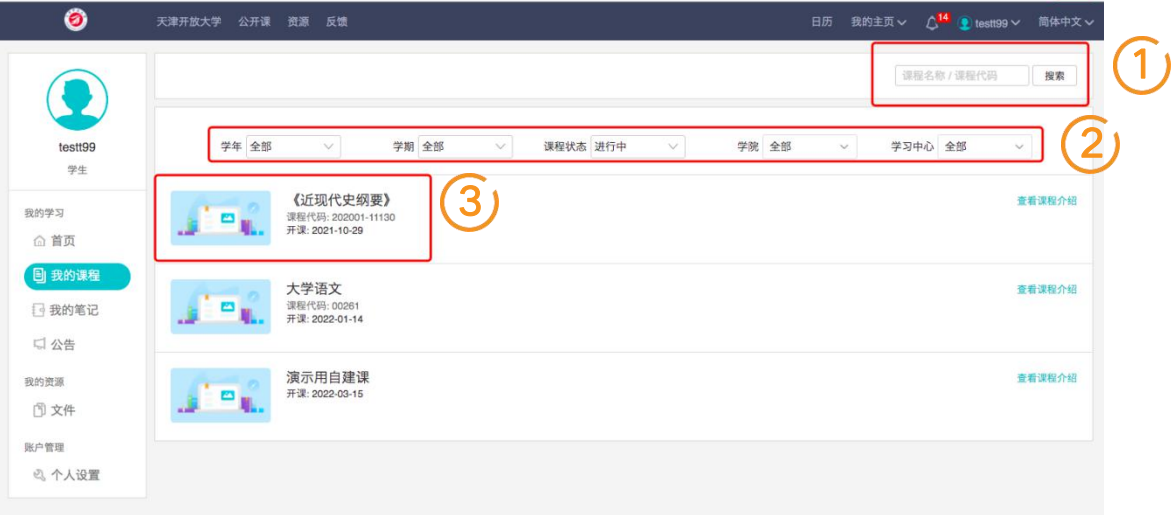 天津开放大学 公开课 资源 反馈 日历 我的主页 14 testt99 简体中文
课程名称 / 课程代码 搜索 1
testt99
学生
学年 全部 学期 全部 课程状态 进行中 学院 全部 学习中心 全部 2
我的学习
首页
我的课程
我的笔记
公告
我的资源
文件
账户管理
个人设置
《近现代史纲要》 3 查看课程介绍
课程代码: 202001-11130
开课: 2021-10-29
大学语文 查看课程介绍
课程代码: 00261
开课: 2022-01-14
演示用自建课 查看课程介绍
开课: 2022-03-15